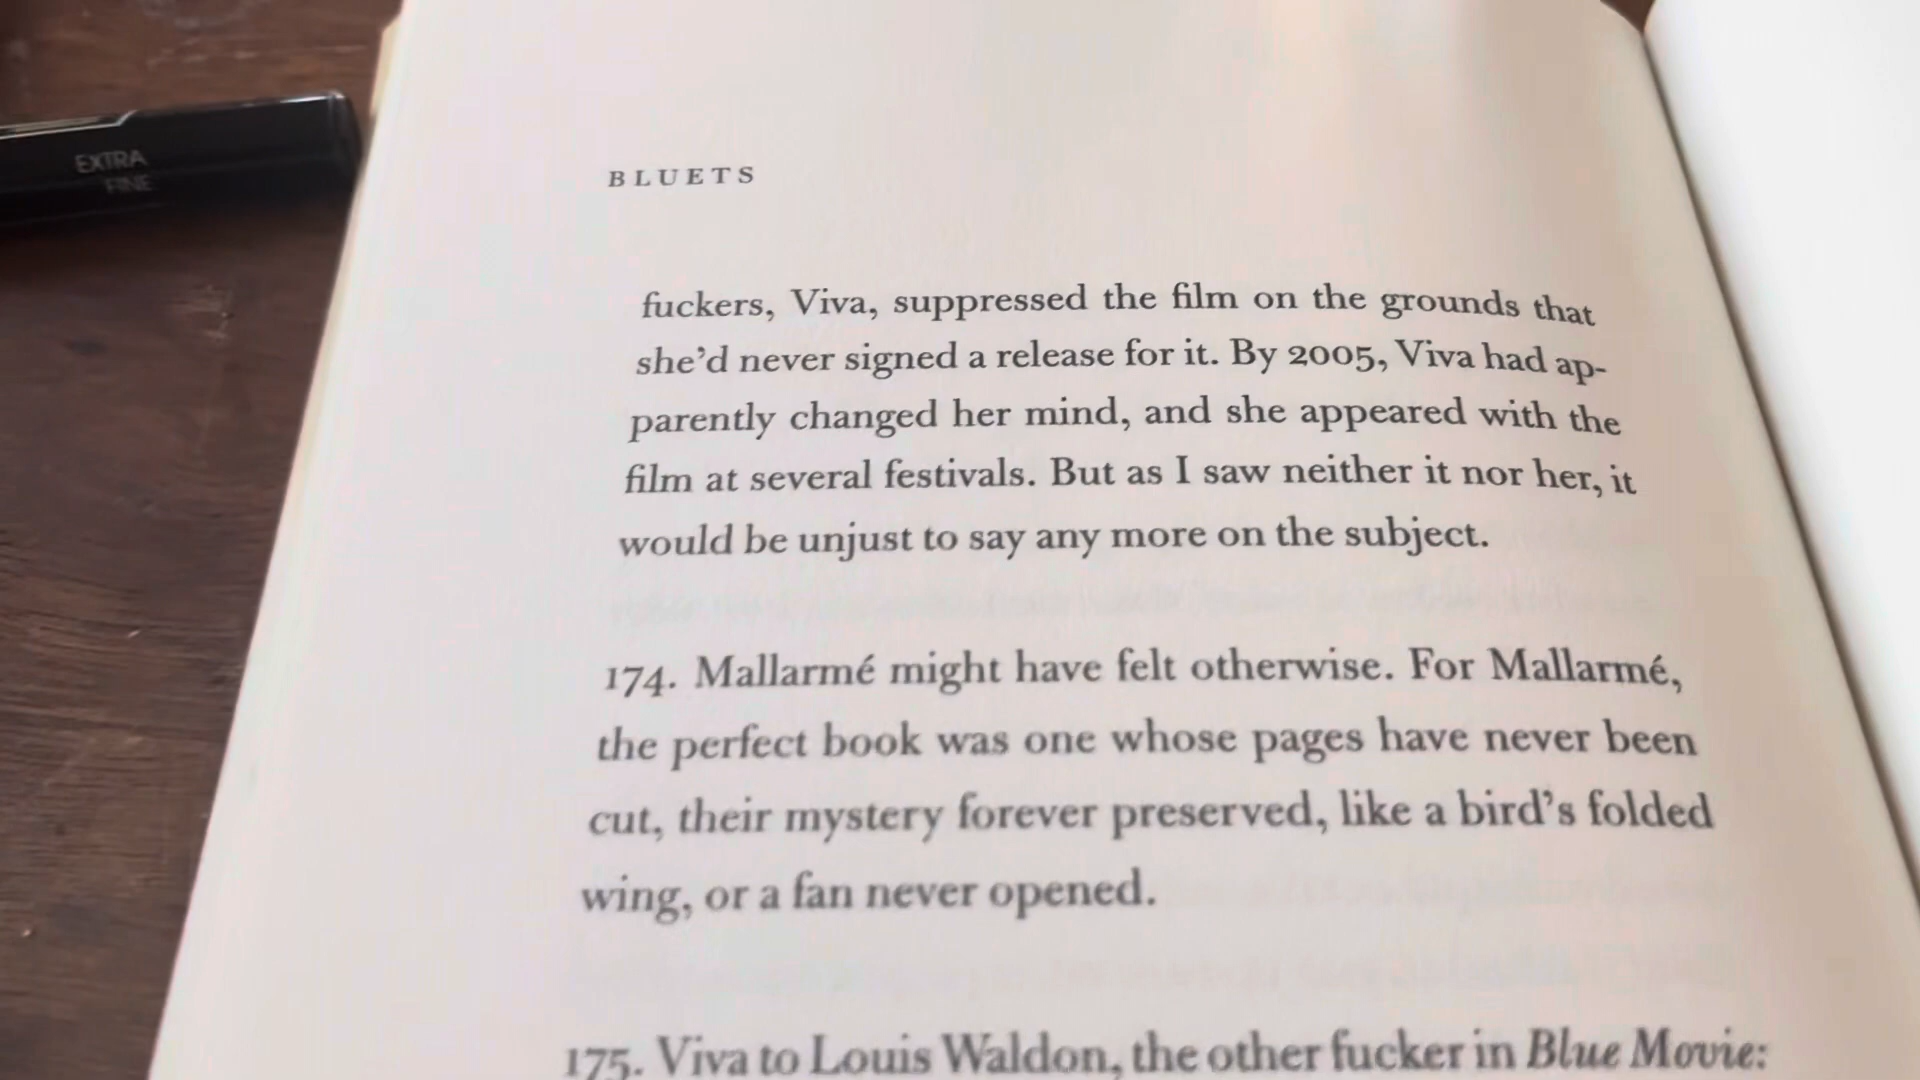 EXTRA
FINE
BLUETS
fuckers, Viva, suppressed the film on the grounds that
she’d never signed a release for it. By 2005, Viva had ap-
parently changed her mind, and she appeared with the
film at several festivals. But as I saw neither it nor her, it
would be unjust to say any more on the subject.
174. Mallarmé might have felt otherwise. For Mallarmé,
the perfect book was one whose pages have never been
cut, their mystery forever preserved, like a bird’s folded
wing, or a fan never opened.
175. Viva to Louis Waldon, the other fucker in Blue Movie: